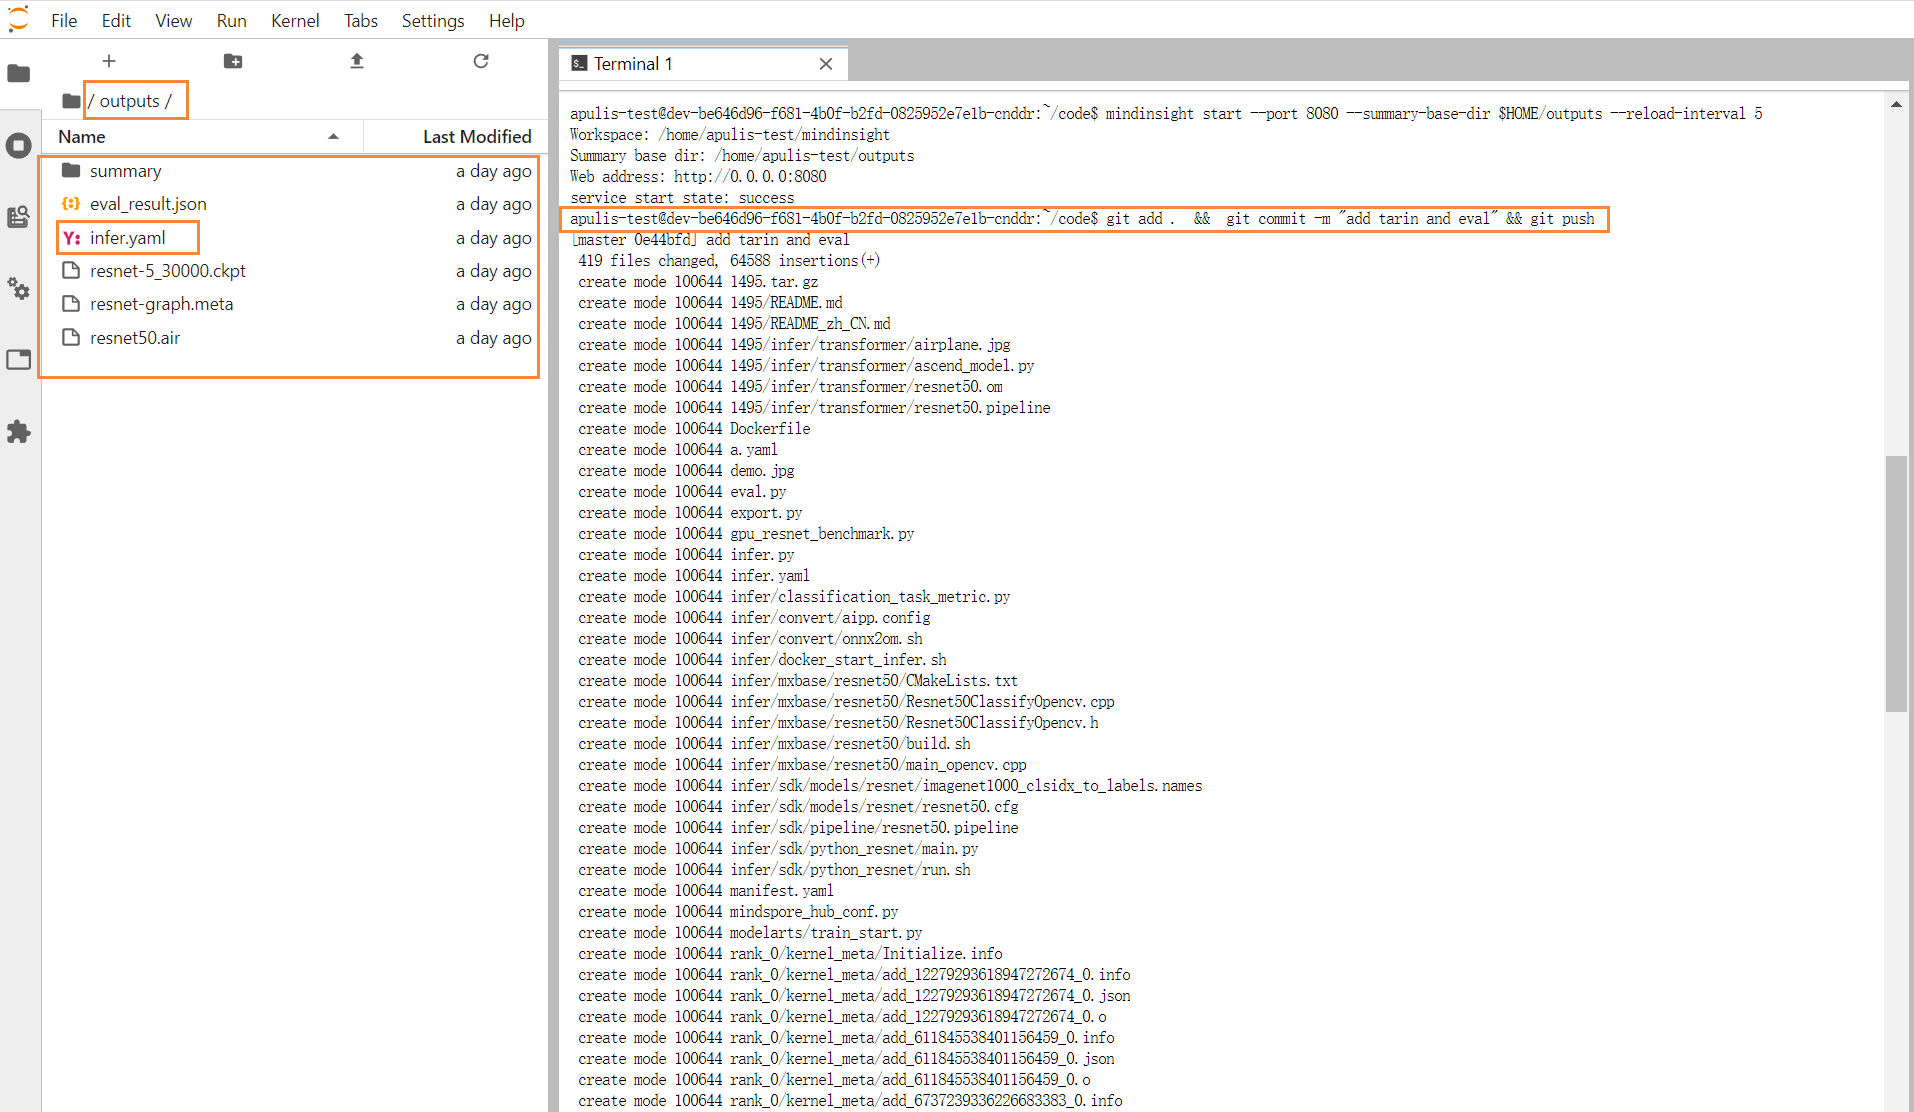 File Edit View Run Kernel Tabs Settings Help
/ outputs /
Name Last Modified
summary a day ago
eval_result.json a day ago
infer.yaml a day ago
resnet-5_30000.ckpt a day ago
resnet-graph.meta a day ago
resnet50.air a day ago
Terminal 1
apulis-test@dev-be646d96-f681-4b0f-b2fd-0825952e7e1b-cnddr:~/code$ mindinsight start --port 8080 --summary-base-dir $HOME/outputs --reload-interval 5
Workspace: /home/apulis-test/mindinsight
Summary base dir: /home/apulis-test/outputs
Web address: http://0.0.0.0:8080
service start state: success
apulis-test@dev-be646d96-f681-4b0f-b2fd-0825952e7e1b-cnddr:~/code$ git add .  &&  git commit -m "add tarin and eval" && git push
[master 0e44bfd] add tarin and eval
419 files changed, 64588 insertions(+)
create mode 100644 1495.tar.gz
create mode 100644 1495/README.md
create mode 100644 1495/README_zh_CN.md
create mode 100644 1495/infer/transformer/airplane.jpg
create mode 100644 1495/infer/transformer/ascend_model.py
create mode 100644 1495/infer/transformer/resnet50.om
create mode 100644 1495/infer/transformer/resnet50.pipeline
create mode 100644 Dockerfile
create mode 100644 a.yaml
create mode 100644 demo.jpg
create mode 100644 eval.py
create mode 100644 export.py
create mode 100644 gpu_resnet_benchmark.py
create mode 100644 infer.py
create mode 100644 infer.yaml
create mode 100644 infer/classification_task_metric.py
create mode 100644 infer/convert/aipp.config
create mode 100644 infer/convert/onnx2om.sh
create mode 100644 infer/docker_start_infer.sh
create mode 100644 infer/mxbase/resnet50/CMakeLists.txt
create mode 100644 infer/mxbase/resnet50/Resnet50ClassifyOpencv.cpp
create mode 100644 infer/mxbase/resnet50/Resnet50ClassifyOpencv.h
create mode 100644 infer/mxbase/resnet50/build.sh
create mode 100644 infer/mxbase/resnet50/main_opencv.cpp
create mode 100644 infer/sdk/models/resnet/imagenet1000_clsidx_to_labels.names
create mode 100644 infer/sdk/models/resnet/resnet50.cfg
create mode 100644 infer/sdk/pipeline/resnet50.pipeline
create mode 100644 infer/sdk/python_resnet/main.py
create mode 100644 infer/sdk/python_resnet/run.sh
create mode 100644 manifest.yaml
create mode 100644 mindspore_hub_conf.py
create mode 100644 modelarts/train_start.py
create mode 100644 rank_0/kernel_meta/Initialize.info
create mode 100644 rank_0/kernel_meta/add_12279293618947272674_0.info
create mode 100644 rank_0/kernel_meta/add_12279293618947272674_0.json
create mode 100644 rank_0/kernel_meta/add_12279293618947272674_0.o
create mode 100644 rank_0/kernel_meta/add_611845538401156459_0.info
create mode 100644 rank_0/kernel_meta/add_611845538401156459_0.json
create mode 100644 rank_0/kernel_meta/add_611845538401156459_0.o
create mode 100644 rank_0/kernel_meta/add_6737239336226683383_0.info